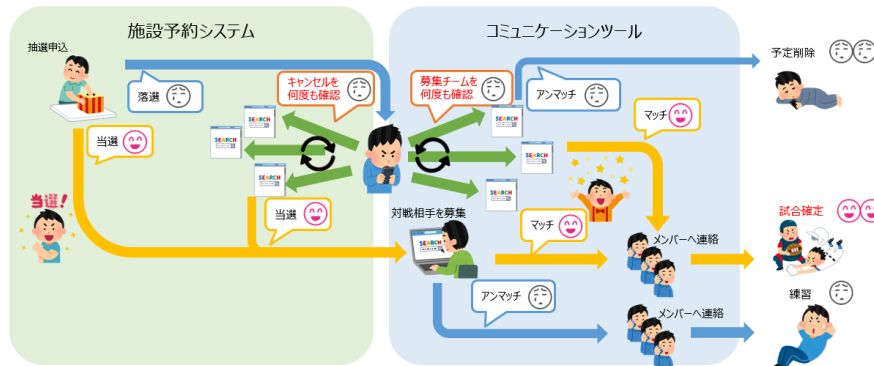 施設予約システム
コミュニケーションツール
抽選申込
落選
キャンセルを
何度も確認
募集チームを
何度も確認
アンマッチ
予定削除
マッチ
当選
SEARCH
SEARCH
SEARCH
SEARCH
SEARCH
SEARCH
当選!
当選
対戦相手を募集
SEARCH
マッチ
メンバーへ連絡
試合確定
アンマッチ
メンバーへ連絡
練習